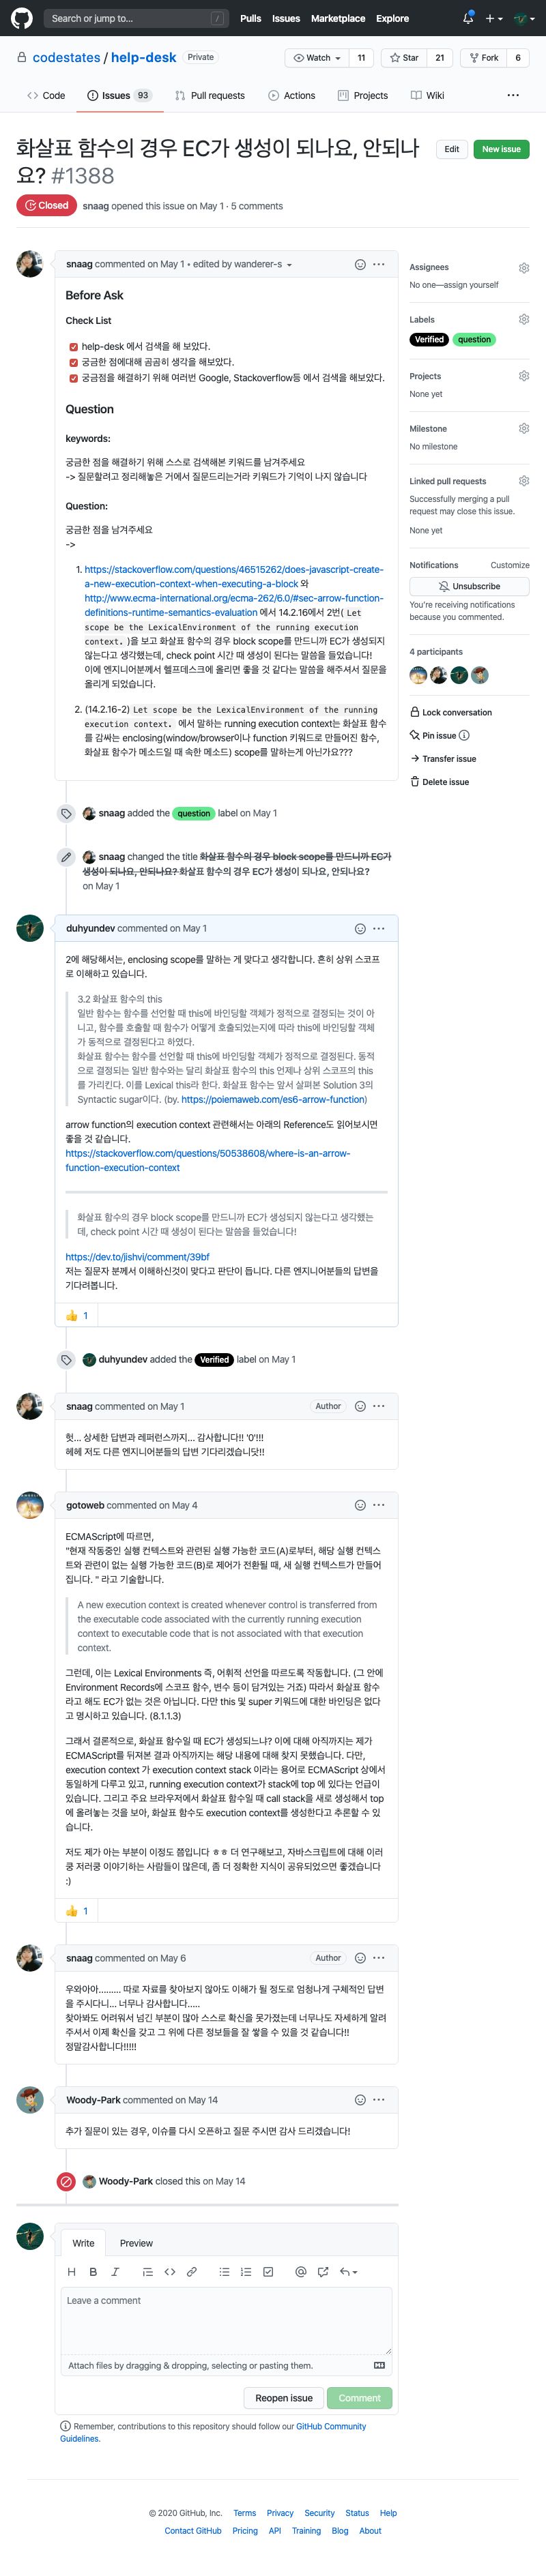 Search or jump to... /
Pulls Issues Marketplace Explore
codestates / help-desk Private
Watch 11 Star 21 Fork 6
Code Issues 93 Pull requests Actions Projects Wiki ...
화살표 함수의 경우 EC가 생성이 되나요, 안되나
요? #1388
Edit New issue
Closed snaag opened this issue on May 1 · 5 comments
snaag commented on May 1 • edited by wanderer-s
Before Ask
Check List
help-desk 에서 검색을 해 보았다.
궁금한 점에대해 곰곰히 생각을 해보았다.
궁금점을 해결하기 위해 여러번 Google, Stackoverflow등 에서 검색을 해보았다.
Question
keywords:
궁금한 점을 해결하기 위해 스스로 검색해본 키워드를 남겨주세요
-> 질문할려고 정리해놓은 거에서 질문드리는거라 키워드가 기억이 나지 않습니다
Question:
궁금한 점을 남겨주세요
->
1. https://stackoverflow.com/questions/46515262/does-javascript-create-
a-new-execution-context-when-executing-a-block 와
http://www.ecma-international.org/ecma-262/6.0/#sec-arrow-function-
definitions-runtime-semantics-evaluation 에서 14.2.16에서 2번( Let
scope be the LexicalEnvironment of the running execution
context. )을 보고 화살표 함수의 경우 block scope를 만드니까 EC가 생성되지
않는다고 생각했는데, check point 시간 때 생성이 된다는 말씀을 들었습니다!
이에 엔지니어분께서 헬프데스크에 올리면 좋을 것 같다는 말씀을 해주셔서 질문을
올리게 되었습니다.
2. (14.2.16-2) Let scope be the LexicalEnvironment of the running
execution context. 에서 말하는 running execution context는 화살표 함수
를 감싸는 enclosing(window/browser이나 function 키워드로 만들어진 함수,
화살표 함수가 메소드일 때 속한 메소드) scope를 말하는게 아닌가요???
Assignees
No one—assign yourself
Labels
Verified question
Projects
None yet
Milestone
No milestone
Linked pull requests
Successfully merging a pull
request may close this issue.
None yet
Notifications Customize
Unsubscribe
You're receiving notifications
because you commented.
4 participants
Lock conversation
Pin issue
Transfer issue
Delete issue
snaag added the question label on May 1
snaag changed the title 화살표 함수의 경우 block scope를 만드니까 EC가
생성이 되나요, 안되나요? 화살표 함수의 경우 EC가 생성이 되나요, 안되나요?
on May 1
duhyundev commented on May 1
2에 해당해서는, enclosing scope를 말하는 게 맞다고 생각합니다. 흔히 상위 스코프
로 이해하고 있습니다.
3.2 화살표 함수의 this
일반 함수는 함수를 선언할 때 this에 바인딩할 객체가 정적으로 결정되는 것이 아
니고, 함수를 호출할 때 함수가 어떻게 호출되었는지에 따라 this에 바인딩할 객체
가 동적으로 결정된다고 하였다.
화살표 함수는 함수를 선언할 때 this에 바인딩할 객체가 정적으로 결정된다. 동적
으로 결정되는 일반 함수와는 달리 화살표 함수의 this 언제나 상위 스코프의 this
를 가리킨다. 이를 Lexical this라 한다. 화살표 함수는 앞서 살펴본 Solution 3의
Syntactic sugar이다. (by. https://poiemaweb.com/es6-arrow-function)
arrow function의 execution context 관련해서는 아래의 Reference도 읽어보시면
좋을 것 같습니다.
https://stackoverflow.com/questions/50538608/where-is-an-arrow-
function-execution-context
화살표 함수의 경우 block scope를 만드니까 EC가 생성되지 않는다고 생각했는
데, check point 시간 때 생성이 된다는 말씀을 들었습니다!
https://dev.to/jishvi/comment/39bf
저는 질문자 분께서 이해하신것이 맞다고 판단이 듭니다. 다른 엔지니어분들의 답변을
기다려봅니다.
1
duhyundev added the Verified label on May 1
snaag commented on May 1 Author
헛... 상세한 답변과 레퍼런스까지... 감사합니다!! '0'!!!
헤헤 저도 다른 엔지니어분들의 답변 기다리겠습니닷!!
gotoweb commented on May 4
ECMAScript에 따르면,
"현재 작동중인 실행 컨텍스트와 관련된 실행 가능한 코드(A)로부터, 해당 실행 컨텍스
트와 관련이 없는 실행 가능한 코드(B)로 제어가 전환될 때, 새 실행 컨텍스트가 만들어
집니다. " 라고 기술합니다.
A new execution context is created whenever control is transferred from
the executable code associated with the currently running execution
context to executable code that is not associated with that execution
context.
그런데, 이는 Lexical Environments 즉, 어휘적 선언을 따르도록 작동합니다. (그 안에
Environment Records에 스코프 함수, 변수 등이 담겨있는 거죠) 따라서 화살표 함수
라고 해도 EC가 없는 것은 아닙니다. 다만 this 및 super 키워드에 대한 바인딩은 없다
고 명시하고 있습니다. (8.1.1.3)
그래서 결론적으로, 화살표 함수일 때 EC가 생성되느냐? 이에 대해 아직까지는 제가
ECMAScript를 뒤져본 결과 아직까지는 해당 내용에 대해 찾지 못했습니다. 다만,
execution context 가 execution context stack 이라는 용어로 ECMAScript 상에서
동일하게 다루고 있고, running execution context가 stack에 top 에 있다는 언급이
있습니다. 그리고 주요 브라우저에서 화살표 함수일 때 call stack을 새로 생성해서 top
에 올려놓는 것을 보아, 화살표 함수도 execution context를 생성한다고 추론할 수 있
습니다.
저도 제가 아는 부분이 이정도 쯤입니다 ㅎㅎ 더 연구해보고, 자바스크립트에 대해 이러
쿵 저러쿵 이야기하는 사람들이 많은데, 좀 더 정확한 지식이 공유되었으면 좋겠습니다
:)
1
snaag commented on May 6 Author
우와아아......... 따로 자료를 찾아보지 않아도 이해가 될 정도로 엄청나게 구체적인 답변
을 주시다니... 너무나 감사합니다.....
찾아봐도 어려워서 넘긴 부분이 많아 스스로 확신을 못가졌는데 너무나도 자세하게 알려
주셔서 이제 확신을 갖고 그 위에 다른 정보들을 잘 쌓을 수 있을 것 같습니다!!
정말감사합니다!!!!!
Woody-Park commented on May 14
추가 질문이 있는 경우, 이슈를 다시 오픈하고 질문 주시면 감사 드리겠습니다!
Woody-Park closed this on May 14
Write Preview
Leave a comment
Attach files by dragging & dropping, selecting or pasting them.
Reopen issue Comment
Remember, contributions to this repository should follow our GitHub Community
Guidelines.
© 2020 GitHub, Inc. Terms Privacy Security Status Help
Contact GitHub Pricing API Training Blog About